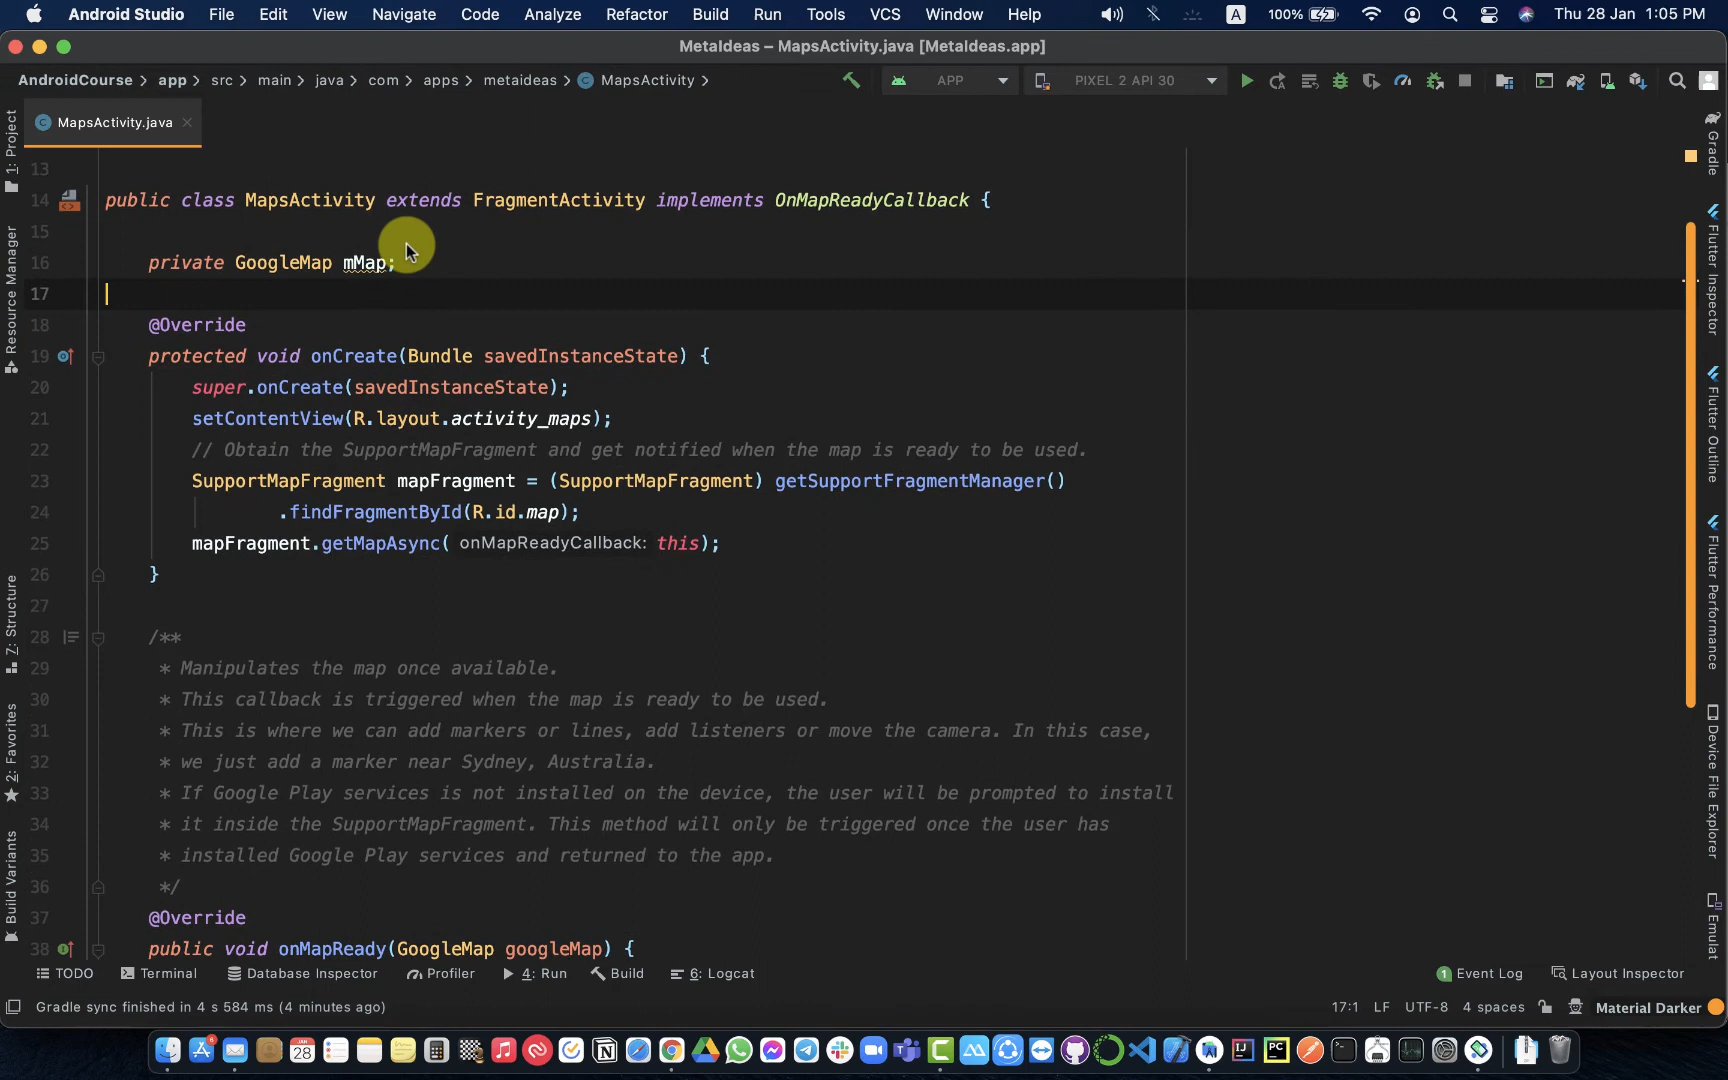 Android Studio File Edit View Navigate Code Analyze Refactor Build Run Tools VCS Window Help A 100% Thu 28 Jan 1:05 PM
MetaIdeas – MapsActivity.java [MetaIdeas.app]
AndroidCourse app src main java com apps metaideas C MapsActivity APP PIXEL 2 API 30
C MapsActivity.java
13
14 public class MapsActivity extends FragmentActivity implements OnMapReadyCallback {
15
16 private GoogleMap mMap;
17
18 @Override
19 protected void onCreate(Bundle savedInstanceState) {
20 super.onCreate(savedInstanceState);
21 setContentView(R.layout.activity_maps);
22 // Obtain the SupportMapFragment and get notified when the map is ready to be used.
23 SupportMapFragment mapFragment = (SupportMapFragment) getSupportFragmentManager()
24 .findFragmentById(R.id.map);
25 mapFragment.getMapAsync( onMapReadyCallback: this);
26 }
27
28 /**
29 * Manipulates the map once available.
30 * This callback is triggered when the map is ready to be used.
31 * This is where we can add markers or lines, add listeners or move the camera. In this case,
32 * we just add a marker near Sydney, Australia.
33 * If Google Play services is not installed on the device, the user will be prompted to install
34 * it inside the SupportMapFragment. This method will only be triggered once the user has
35 * installed Google Play services and returned to the app.
36 */
37 @Override
38 public void onMapReady(GoogleMap googleMap) {
1: Project
Resource Manager
7: Structure
2: Favorites
Build Variants
Gradle
Flutter Inspector
Flutter Outline
Flutter Performance
Device File Explorer
Emulat
TODO Terminal Database Inspector Profiler 4: Run Build 6: Logcat 1 Event Log Layout Inspector
Gradle sync finished in 4 s 584 ms (4 minutes ago) 17:1 LF UTF-8 4 spaces Material Darker